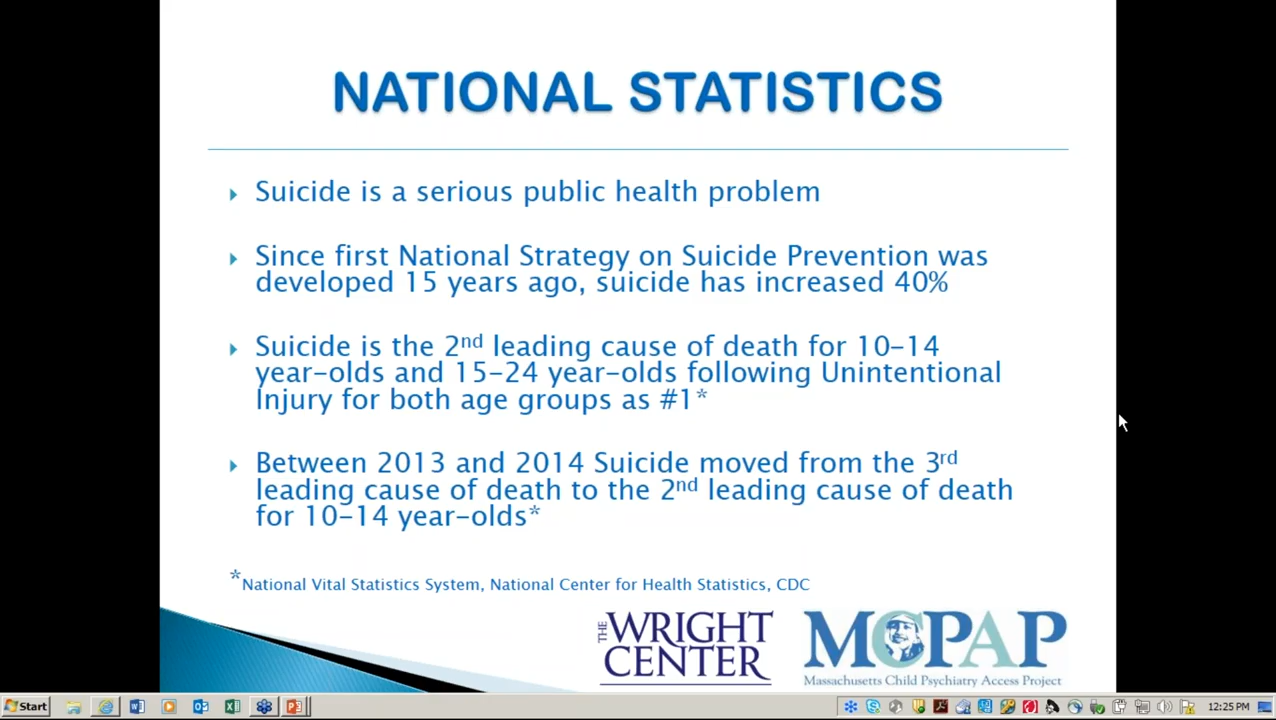 NATIONAL STATISTICS
Suicide is a serious public health problem
Since first National Strategy on Suicide Prevention was
developed 15 years ago, suicide has increased 40%
Suicide is the 2nd leading cause of death for 10-14
year-olds and 15-24 year-olds following Unintentional
Injury for both age groups as #1*
Between 2013 and 2014 Suicide moved from the 3rd
leading cause of death to the 2nd leading cause of death
for 10-14 year-olds*
*National Vital Statistics System, National Center for Health Statistics, CDC
THE WRIGHT CENTER
MCPAP
Massachusetts Child Psychiatry Access Project
Start
12:25 PM